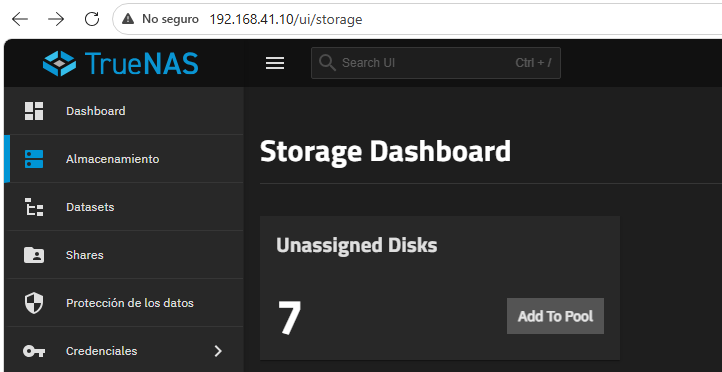 No seguro 192.168.41.10/ui/storage
TrueNAS
Search UI Ctrl + /
Dashboard
Almacenamiento
Datasets
Shares
Protección de los datos
Credenciales
Storage Dashboard
Unassigned Disks
7
Add To Pool